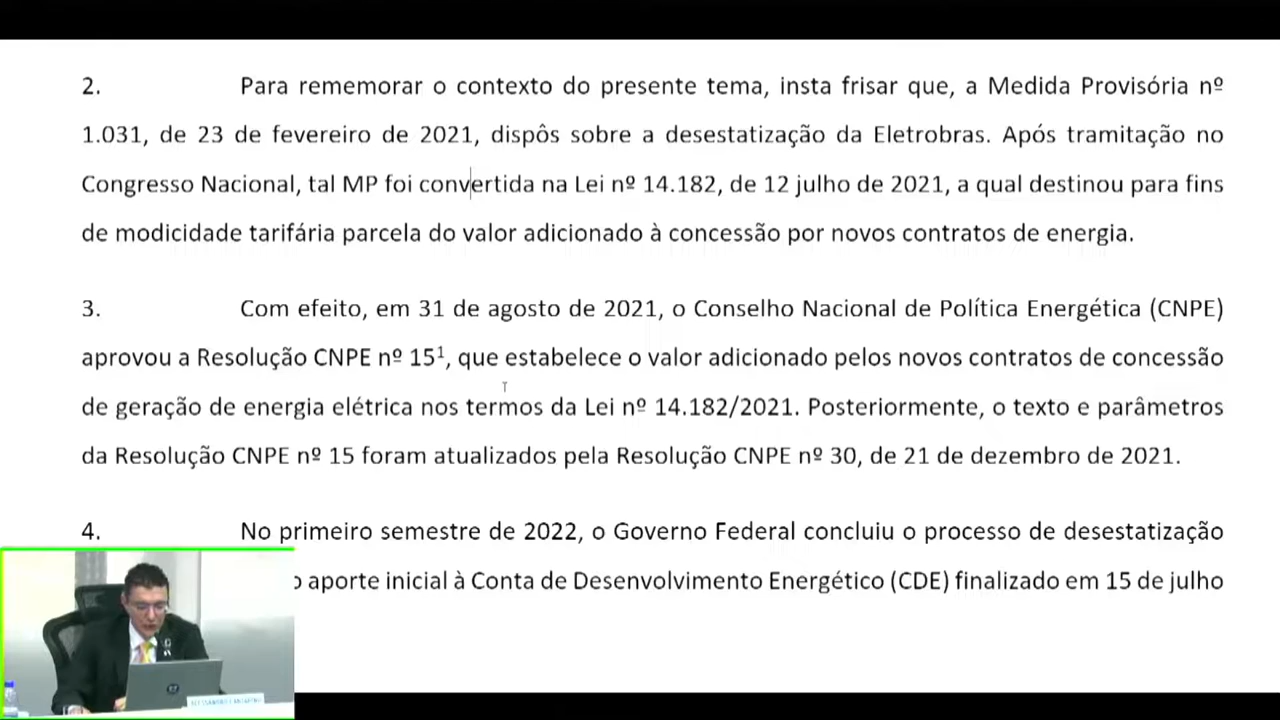 2. Para rememorar o contexto do presente tema, insta frisar que, a Medida Provisória nº
1.031, de 23 de fevereiro de 2021, dispôs sobre a desestatização da Eletrobras. Após tramitação no
Congresso Nacional, tal MP foi convertida na Lei nº 14.182, de 12 julho de 2021, a qual destinou para fins
de modicidade tarifária parcela do valor adicionado à concessão por novos contratos de energia.
3. Com efeito, em 31 de agosto de 2021, o Conselho Nacional de Política Energética (CNPE)
aprovou a Resolução CNPE nº 15¹, que estabelece o valor adicionado pelos novos contratos de concessão
de geração de energia elétrica nos termos da Lei nº 14.182/2021. Posteriormente, o texto e parâmetros
da Resolução CNPE nº 15 foram atualizados pela Resolução CNPE nº 30, de 21 de dezembro de 2021.
4. No primeiro semestre de 2022, o Governo Federal concluiu o processo de desestatização
o aporte inicial à Conta de Desenvolvimento Energético (CDE) finalizado em 15 de julho